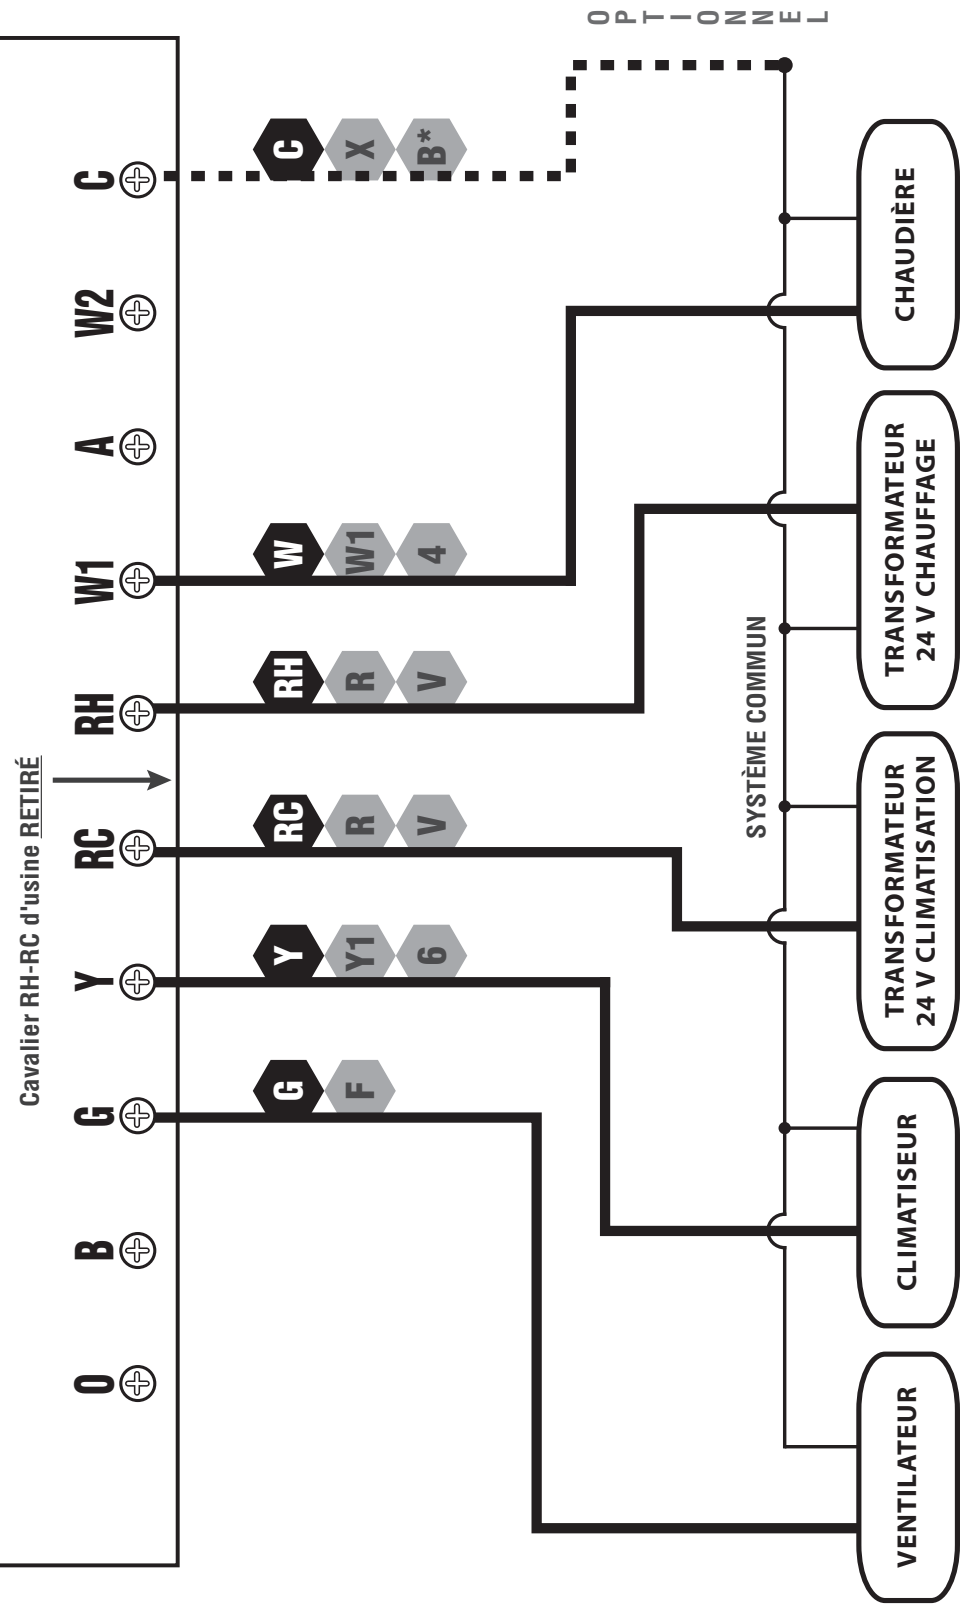 Cavalier RH-RC d'usine RETIRÉ
O B G Y RC RH W1 A W2 C
G Y RC RH W C
F Y1 R R W1 X
6 V V 4 B*
OPTIONNEL
SYSTÈME COMMUN
VENTILATEUR
CLIMATISEUR
TRANSFORMATEUR
24 V CLIMATISATION
TRANSFORMATEUR
24 V CHAUFFAGE
CHAUDIÈRE